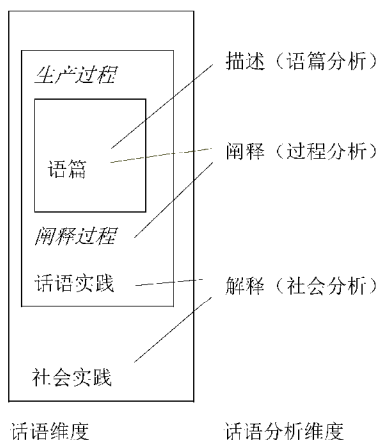 生产过程
描述（语篇分析）
语篇
阐释（过程分析）
阐释过程
话语实践
解释（社会分析）
社会实践
话语维度
话语分析维度